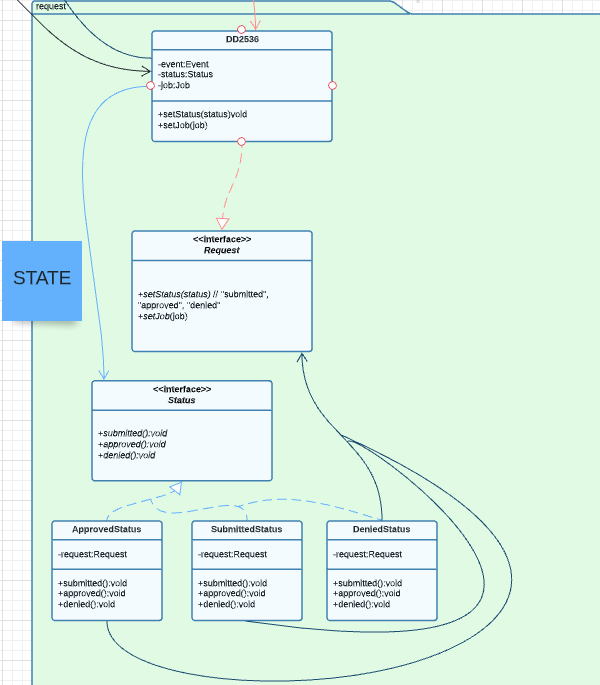 request
DD2536
-event:Event
-status:Status
-job:Job
+setStatus(status)void
+setJob(job)
<<interface>>
Request
+setStatus(status) // "submitted",
"approved", "denied"
+setJob(job)
STATE
<<interface>>
Status
+submitted():void
+approved():void
+denied():void
ApprovedStatus
-request:Request
+submitted():void
+approved():void
+denied():void
SubmittedStatus
-request:Request
+submitted():void
+approved():void
+denied():void
DeniedStatus
-request:Request
+submitted():void
+approved():void
+denied():void